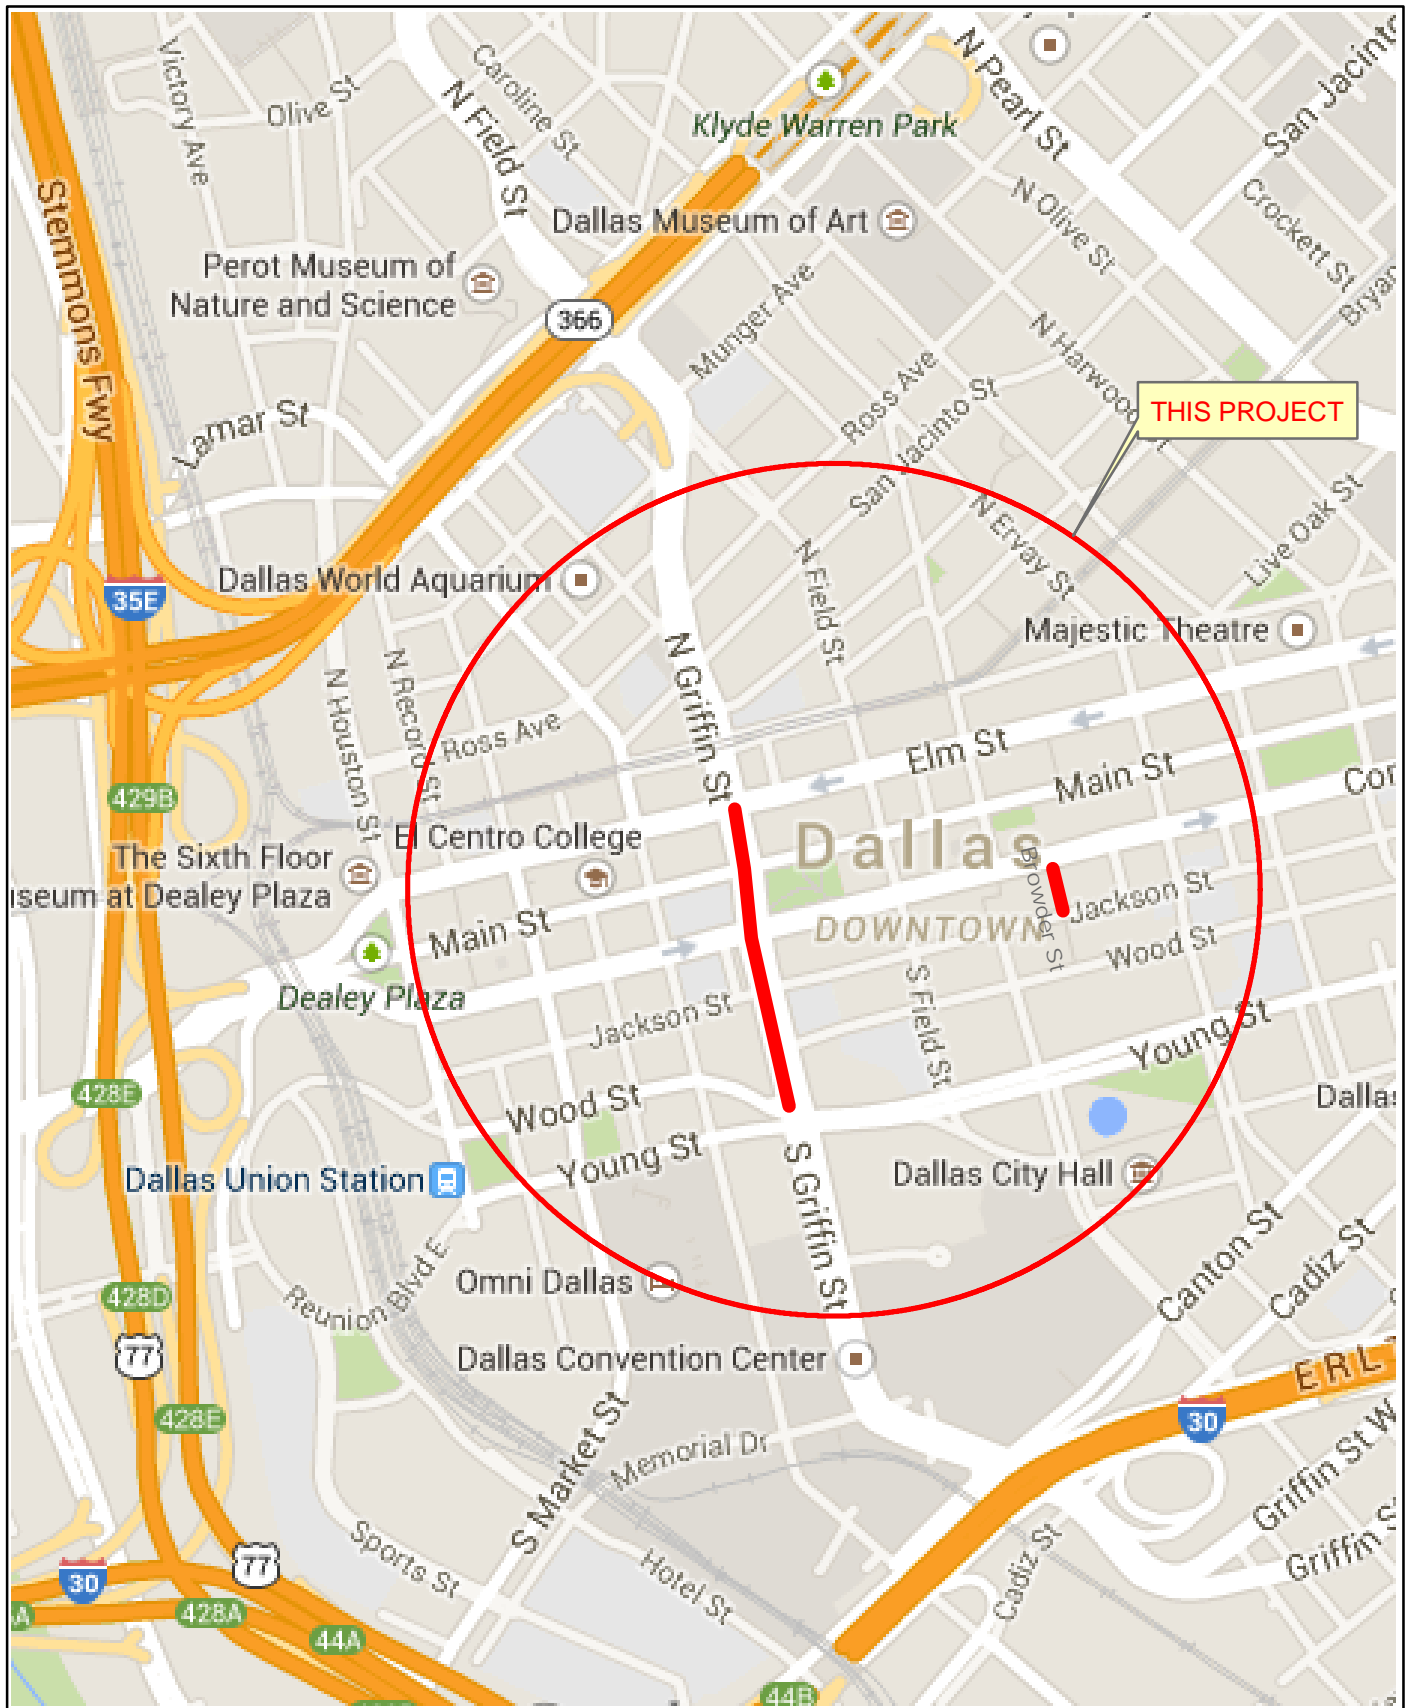 Victory Ave
Olive St
Caroline St
N Field St
N Pearl St
San Jacinto
Klyde Warren Park
Stemmons Fwy
Dallas Museum of Art
N Olive St
Crockett St
Perot Museum of
Nature and Science
366
Munger Ave
N Harwood
Bryan
Lamar St
Ross Ave
San Jacinto St
THIS PROJECT
N Ervay St
Live Oak St
N Field St
Dallas World Aquarium
35E
Majestic Theatre
N Houston St
N Record St
N Griffin St
Ross Ave
Elm St
Main St
429B
El Centro College
Dallas
The Sixth Floor
useum at Dealey Plaza
Browder St
Jackson St
DOWNTOWN
Main St
Wood St
Dealey Plaza
Jackson St
S Field St
Young St
428E
Wood St
Dallas
Dallas Union Station
Young St
S Griffin St
Dallas City Hall
Reunion Blvd E
Omni Dallas
Canton St
Cadiz St
428D
77
Dallas Convention Center
ERL
30
428E
S Market St
Memorial Dr
Griffin St W
Griffin S
Sports St
Hotel St
Cadiz St
77
30
428A
44A
44B